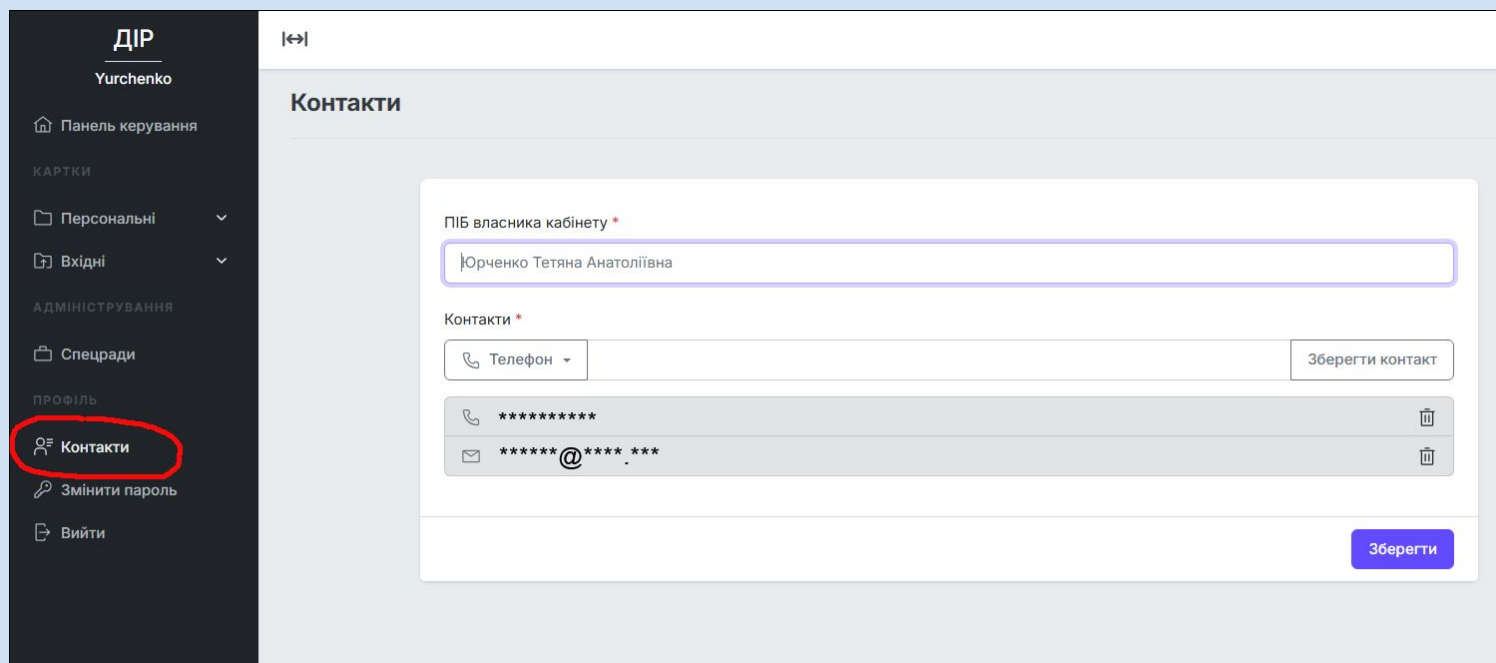 ДІР
Yurchenko
Панель керування
КАРТКИ
Персональні
Вхідні
АДМІНІСТРУВАННЯ
Спецради
ПРОФІЛЬ
Контакти
Змінити пароль
Вийти
Контакти
ПІБ власника кабінету *
Юрченко Тетяна Анатоліївна
Контакти *
Телефон Зберегти контакт
**********
******@****.***
Зберегти